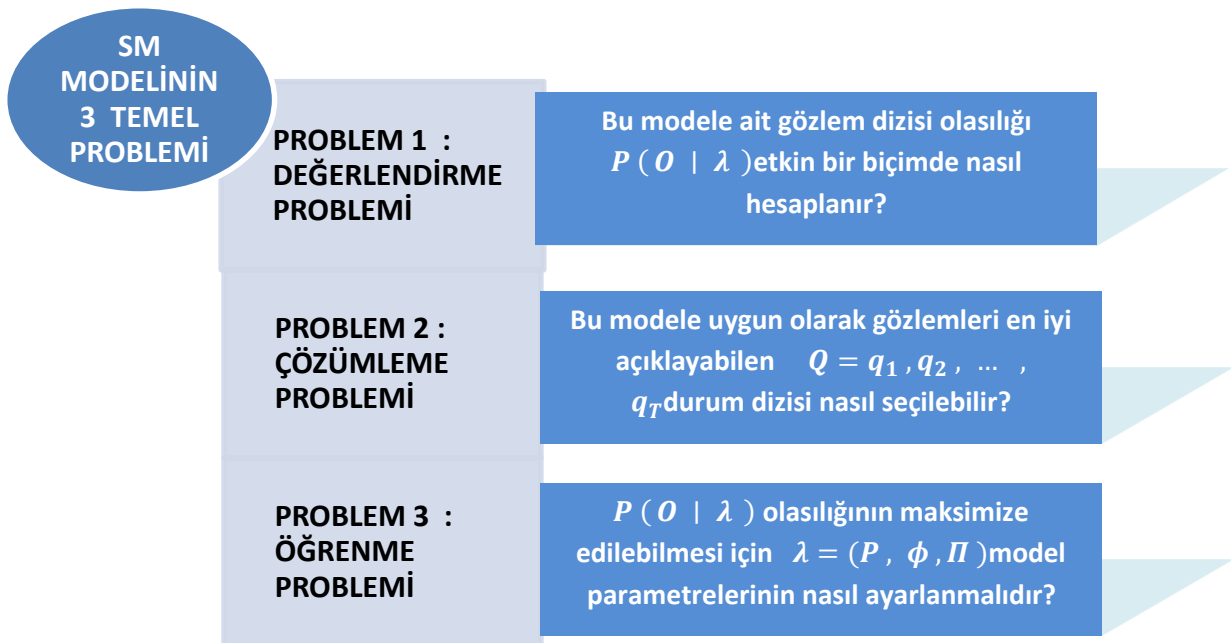 SM
MODELİNİN
3 TEMEL
PROBLEMİ
PROBLEM 1 :
DEĞERLENDİRME
PROBLEMİ
Bu modele ait gözlem dizisi olasılığı
P ( O | λ )etkin bir biçimde nasıl
hesaplanır?
PROBLEM 2 :
ÇÖZÜMLEME
PROBLEMİ
Bu modele uygun olarak gözlemleri en iyi
açıklayabilen Q = q₁ , q₂ , … ,
q_T durum dizisi nasıl seçilebilir?
PROBLEM 3 :
ÖĞRENME
PROBLEMİ
P ( O | λ ) olasılığının maksimize
edilebilmesi için λ = (P , ϕ , Π )model
parametrelerinin nasıl ayarlanmalıdır?